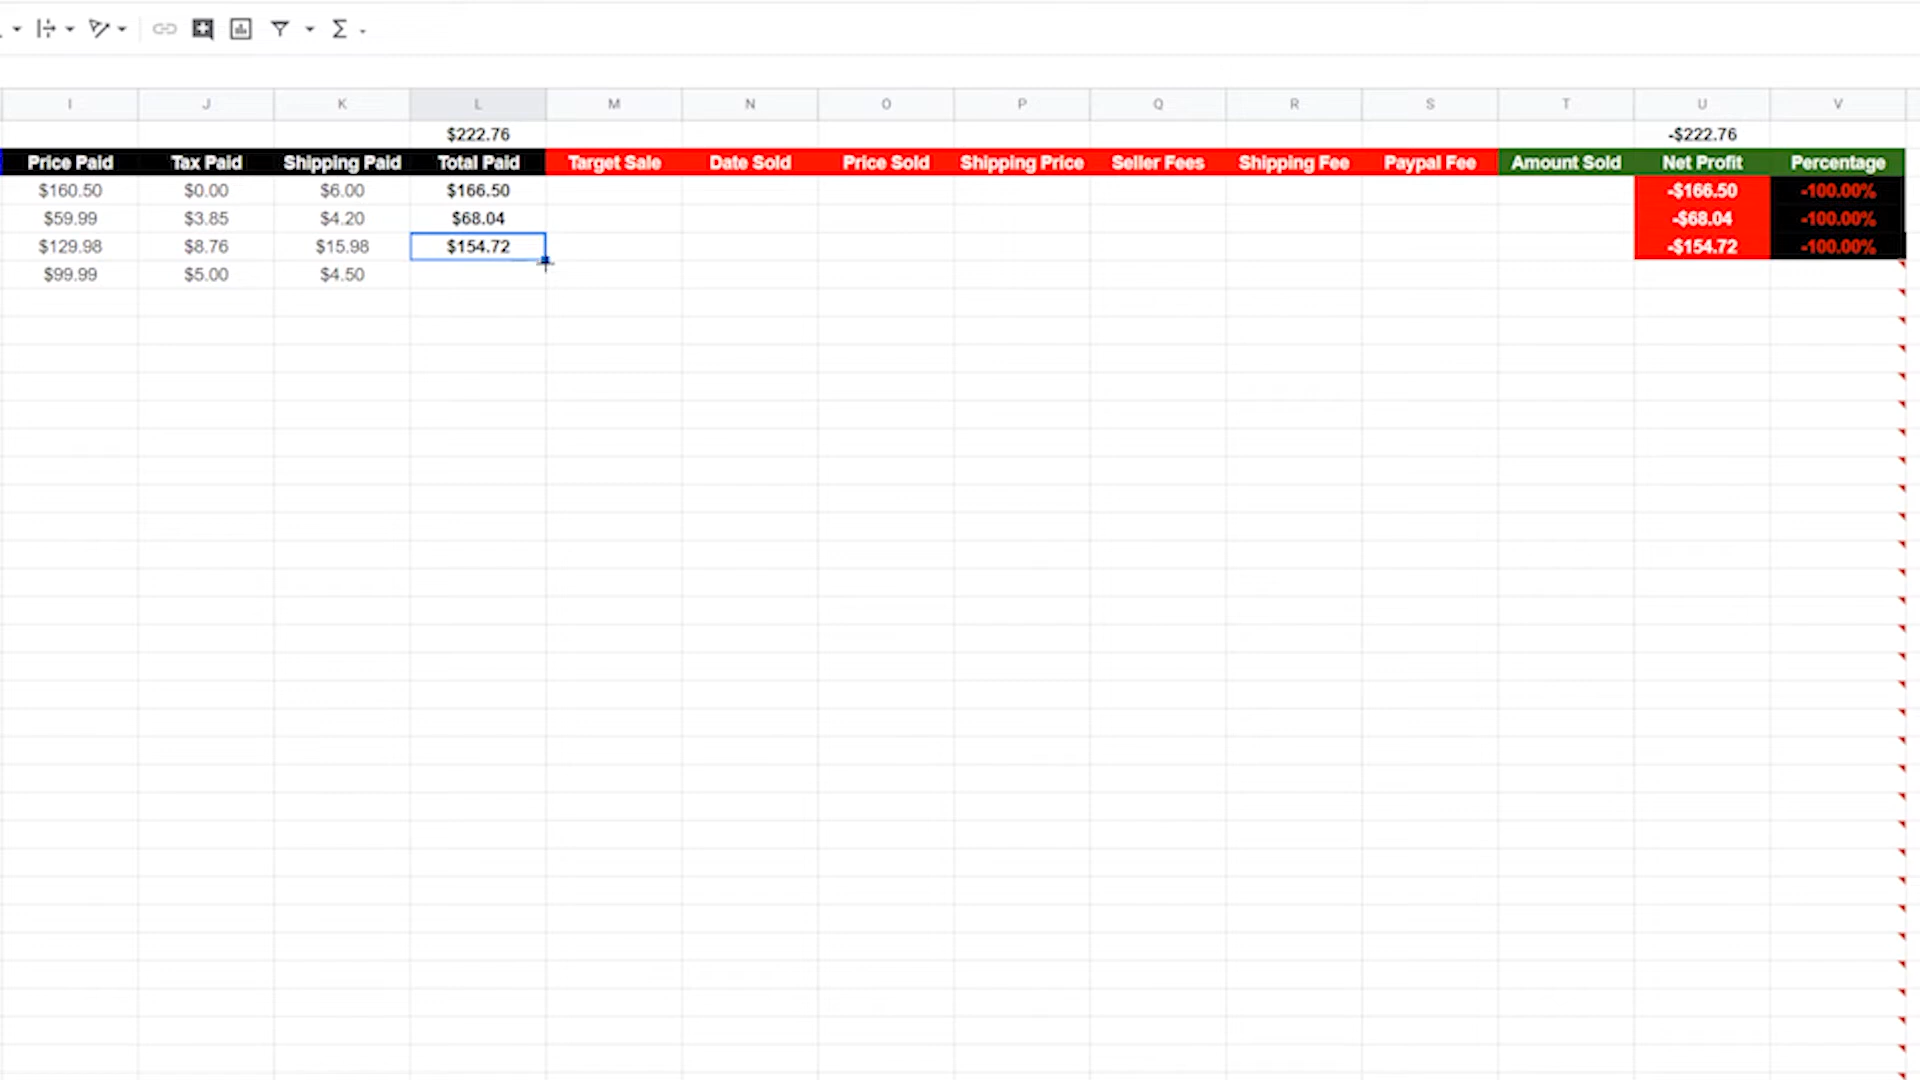 I J K L M N O P Q R S T U V
$222.76 -$222.76
Price Paid Tax Paid Shipping Paid Total Paid Target Sale Date Sold Price Sold Shipping Price Seller Fees Shipping Fee Paypal Fee Amount Sold Net Profit Percentage
$160.50 $0.00 $6.00 $166.50 -$166.50 -100.00%
$59.99 $3.85 $4.20 $68.04 -$68.04 -100.00%
$129.98 $8.76 $15.98 $154.72 -$154.72 -100.00%
$99.99 $5.00 $4.50